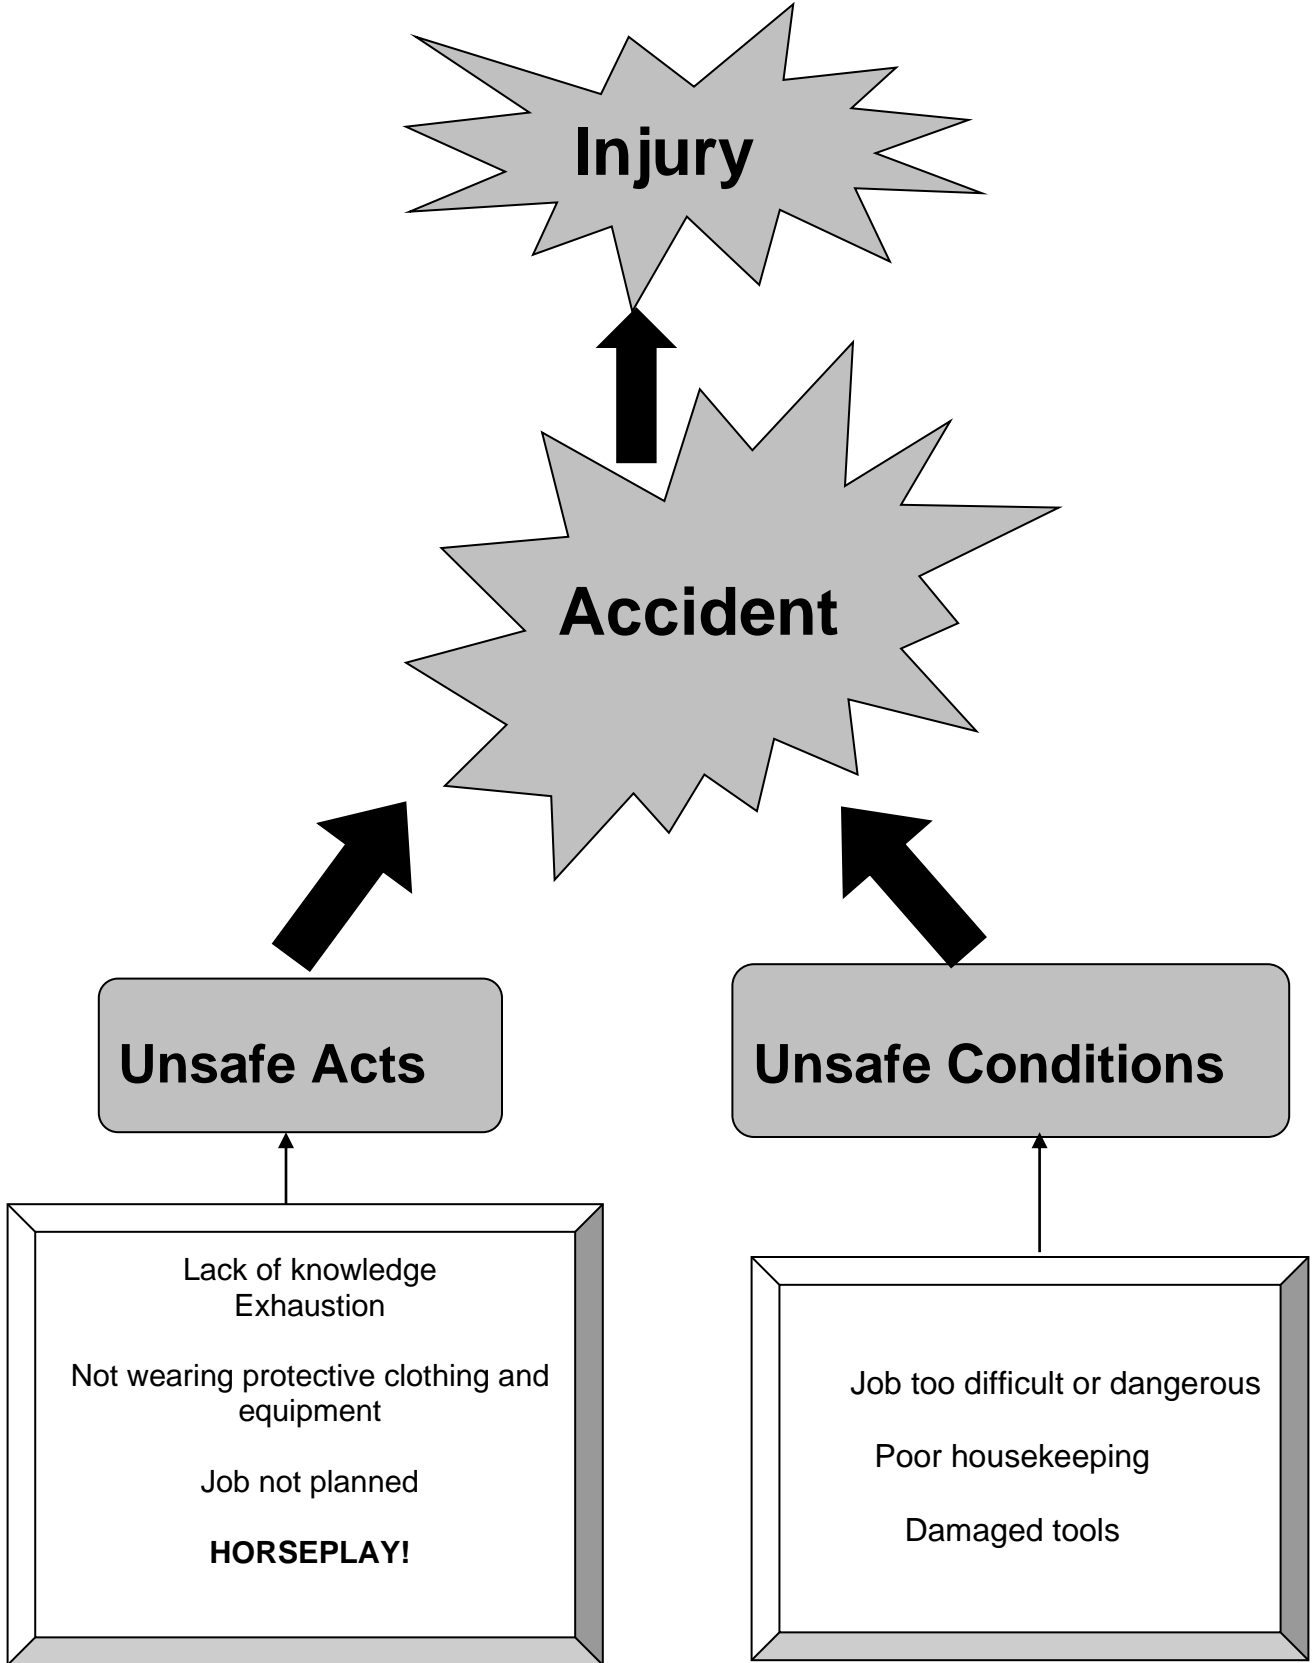 Injury
Accident
Unsafe Acts
Unsafe Conditions
Lack of knowledge
Exhaustion
Not wearing protective clothing and
equipment
Job not planned
HORSEPLAY!
Job too difficult or dangerous
Poor housekeeping
Damaged tools